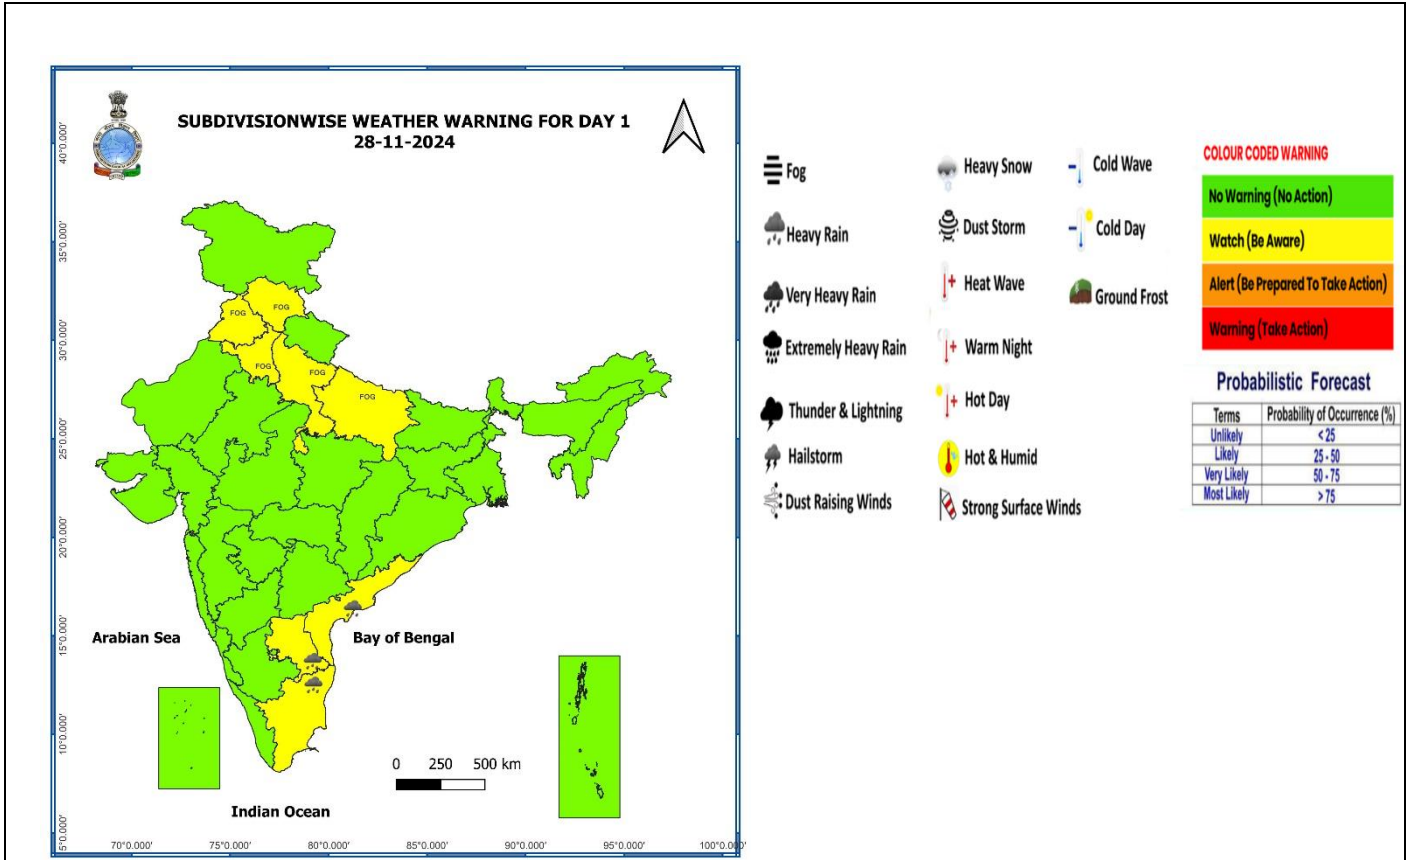 SUBDIVISIONWISE WEATHER WARNING FOR DAY 1
28-11-2024
40°0.000'
35°0.000'
30°0.000'
25°0.000'
20°0.000'
15°0.000'
10°0.000'
5°0.000'
FOG
FOG
FOG
FOG
FOG
Arabian Sea
Bay of Bengal
0 250 500 km
Indian Ocean
70°0.000' 75°0.000' 80°0.000' 85°0.000' 90°0.000' 95°0.000' 100°0.000'
Fog
Heavy Rain
Very Heavy Rain
Extremely Heavy Rain
Thunder & Lightning
Hailstorm
Dust Raising Winds
Heavy Snow
Dust Storm
Heat Wave
Warm Night
Hot Day
Hot & Humid
Strong Surface Winds
Cold Wave
Cold Day
Ground Frost
COLOUR CODED WARNING
No Warning (No Action)
Watch (Be Aware)
Alert (Be Prepared To Take Action)
Warning (Take Action)
Probabilistic Forecast
Terms Probability of Occurrence (%)
Unlikely < 25
Likely 25 - 50
Very Likely 50 - 75
Most Likely > 75